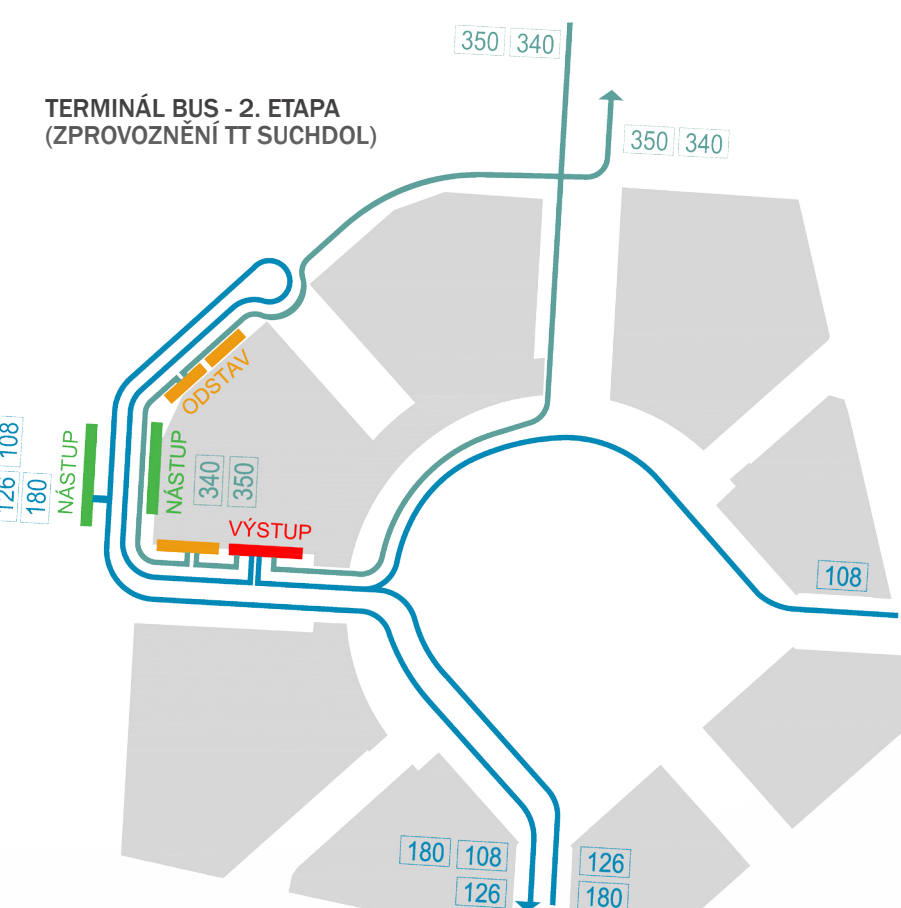 350 340
TERMINÁL BUS - 2. ETAPA
(ZPROVOZNĚNÍ TT SUCHDOL)
350 340
ODSTAV
108
126 180
NÁSTUP
NÁSTUP
340
350
VÝSTUP
108
180 108
126
126
180